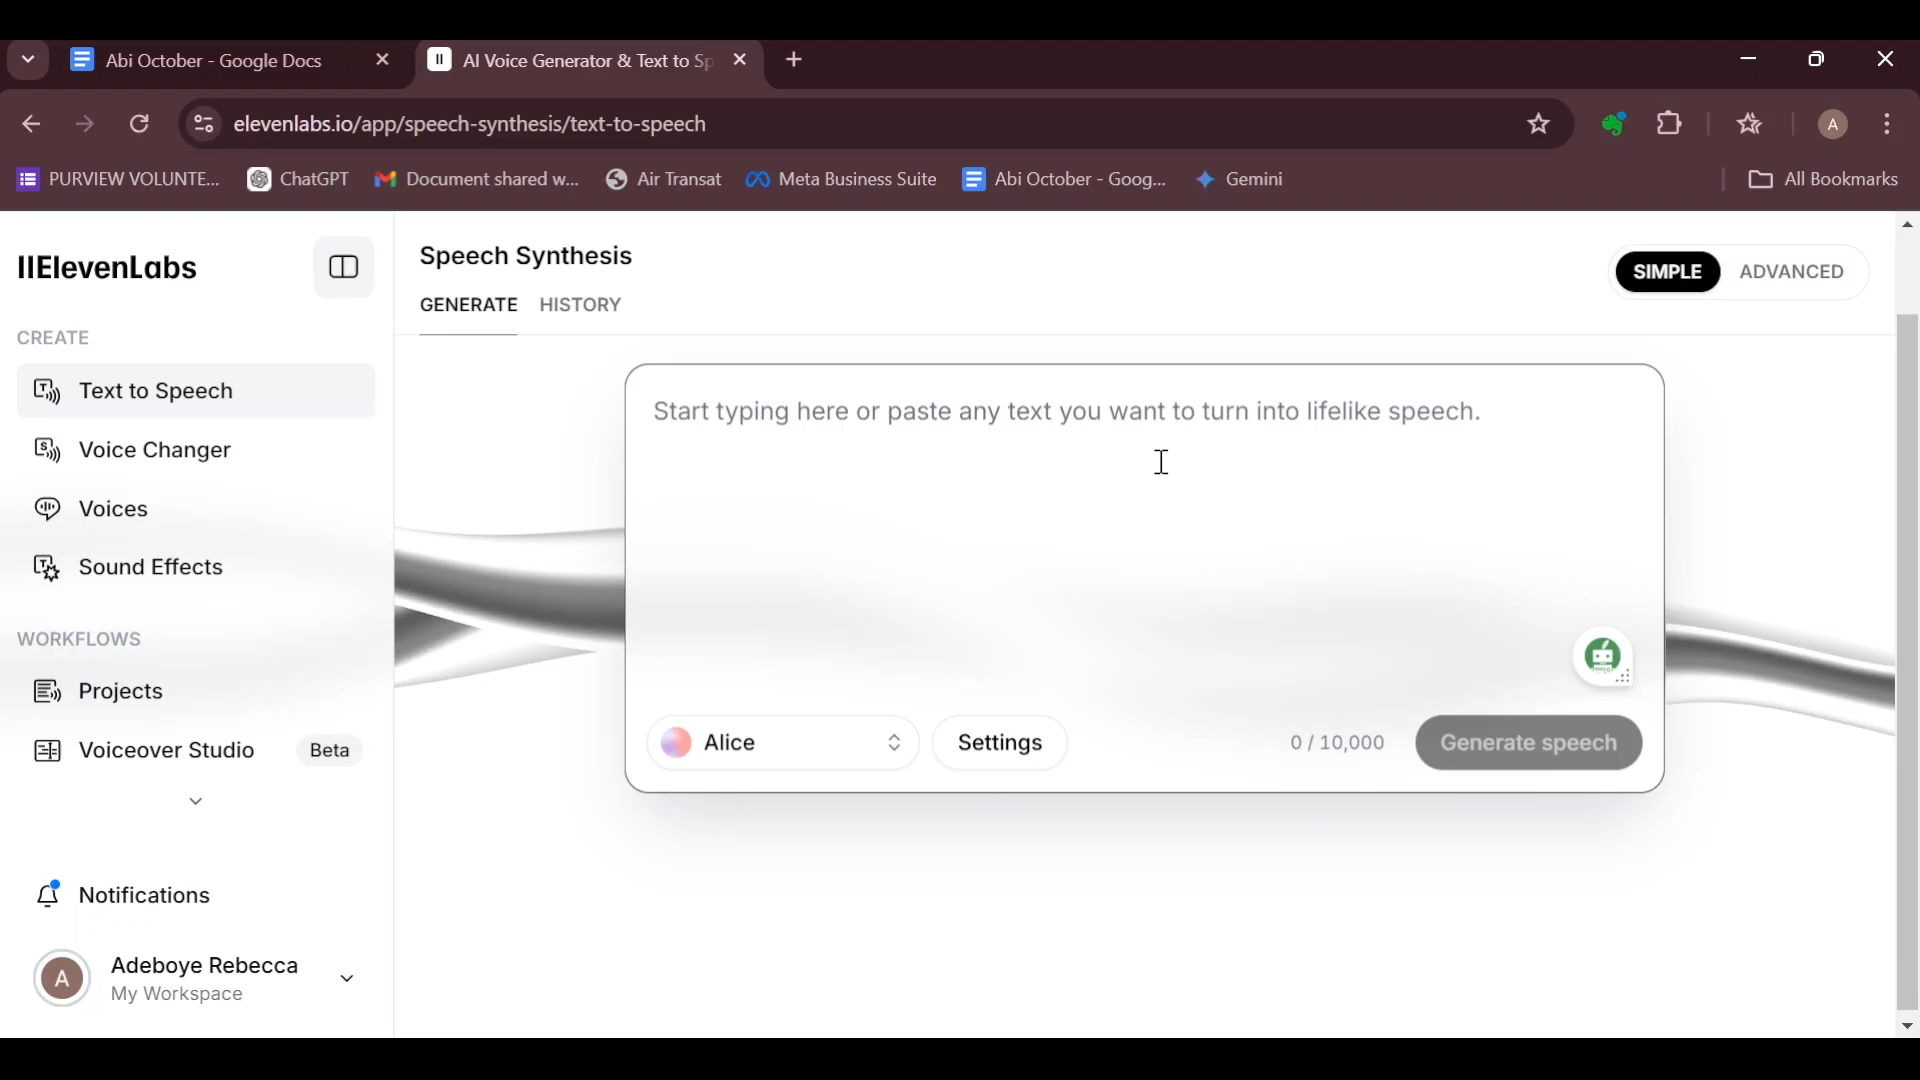 Abi October - Google Docs
AI Voice Generator & Text to Sp
elevenlabs.io/app/speech-synthesis/text-to-speech
A
PURVIEW VOLUNTE...
ChatGPT
Document shared w...
Air Transat
Meta Business Suite
Abi October - Goog...
Gemini
All Bookmarks
IIElevenLabs
CREATE
Text to Speech
Voice Changer
Voices
Sound Effects
WORKFLOWS
Projects
Voiceover Studio Beta
Notifications
A
Adeboye Rebecca
My Workspace
Speech Synthesis
GENERATE HISTORY
SIMPLE ADVANCED
Start typing here or paste any text you want to turn into lifelike speech.
Alice
Settings
0 / 10,000
Generate speech